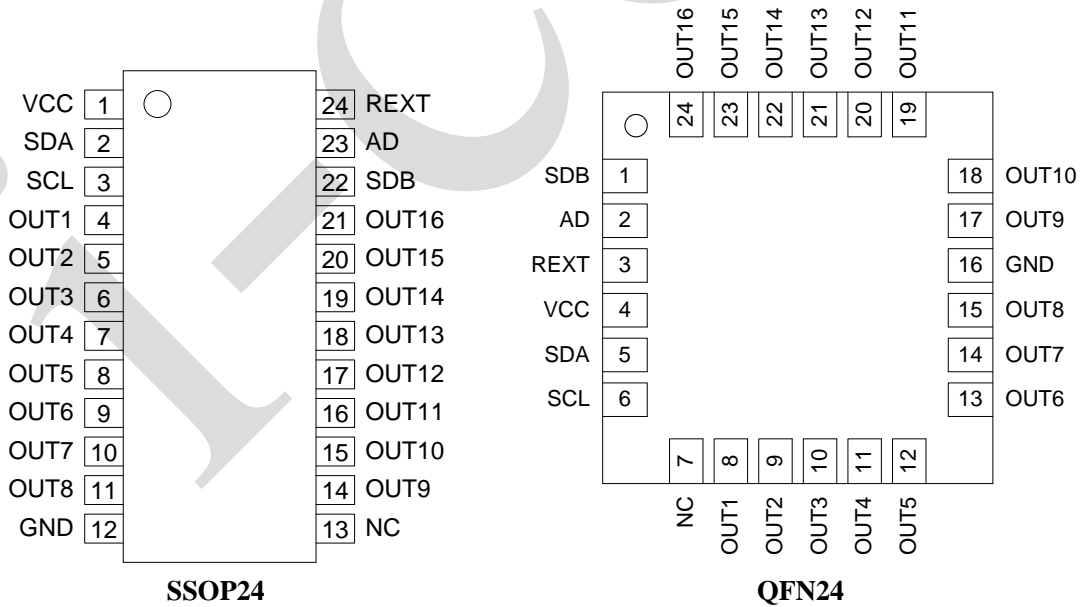 VCC 1 24 REXT
SDA 2 23 AD
SCL 3 22 SDB
OUT1 4 21 OUT16
OUT2 5 20 OUT15
OUT3 6 19 OUT14
OUT4 7 18 OUT13
OUT5 8 17 OUT12
OUT6 9 16 OUT11
OUT7 10 15 OUT10
OUT8 11 14 OUT9
GND 12 13 NC
SSOP24
OUT16 OUT15 OUT14 OUT13 OUT12 OUT11
24 23 22 21 20 19
SDB 1 18 OUT10
AD 2 17 OUT9
REXT 3 16 GND
VCC 4 15 OUT8
SDA 5 14 OUT7
SCL 6 13 OUT6
7 8 9 10 11 12
NC OUT1 OUT2 OUT3 OUT4 OUT5
QFN24